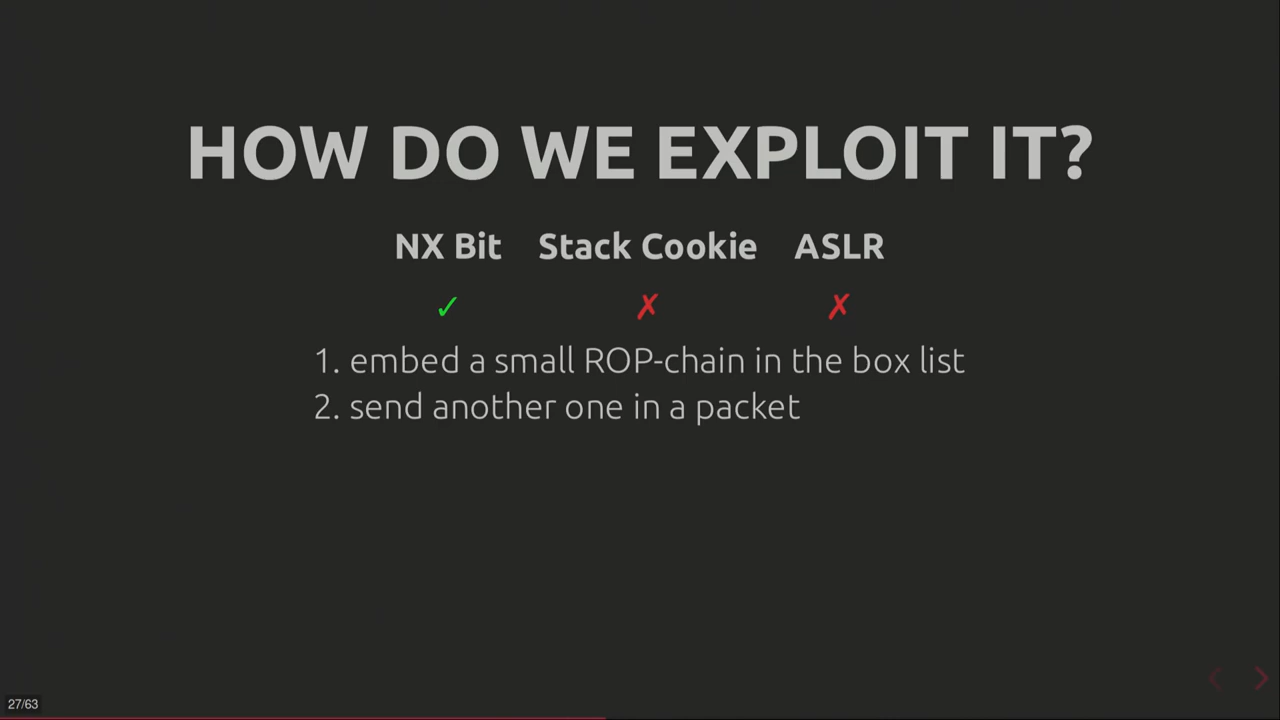 HOW DO WE EXPLOIT IT?
NX Bit Stack Cookie ASLR
✓ ✗ ✗
1. embed a small ROP-chain in the box list
2. send another one in a packet
27/63